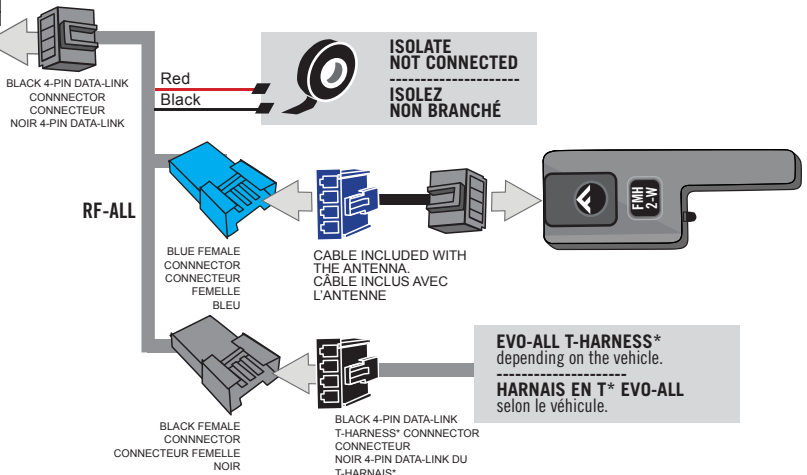 BLACK 4-PIN DATA-LINK
CONNNECTOR
CONNECTEUR
NOIR 4-PIN DATA-LINK
Red
Black
ISOLATE
NOT CONNECTED
----------------------
ISOLEZ
NON BRANCHÉ
RF-ALL
BLUE FEMALE
CONNNECTOR
CONNECTEUR
FEMELLE
BLEU
CABLE INCLUDED WITH
THE ANTENNA.
CÂBLE INCLUS AVEC
L'ANTENNE
FMH
2-W
BLACK FEMALE
CONNNECTOR
CONNECTEUR FEMELLE
NOIR
BLACK 4-PIN DATA-LINK
T-HARNESS* CONNNECTOR
CONNECTEUR
NOIR 4-PIN DATA-LINK DU
T-HARNAIS*
EVO-ALL T-HARNESS*
depending on the vehicle.
----------------------
HARNAIS EN T* EVO-ALL
selon le véhicule.